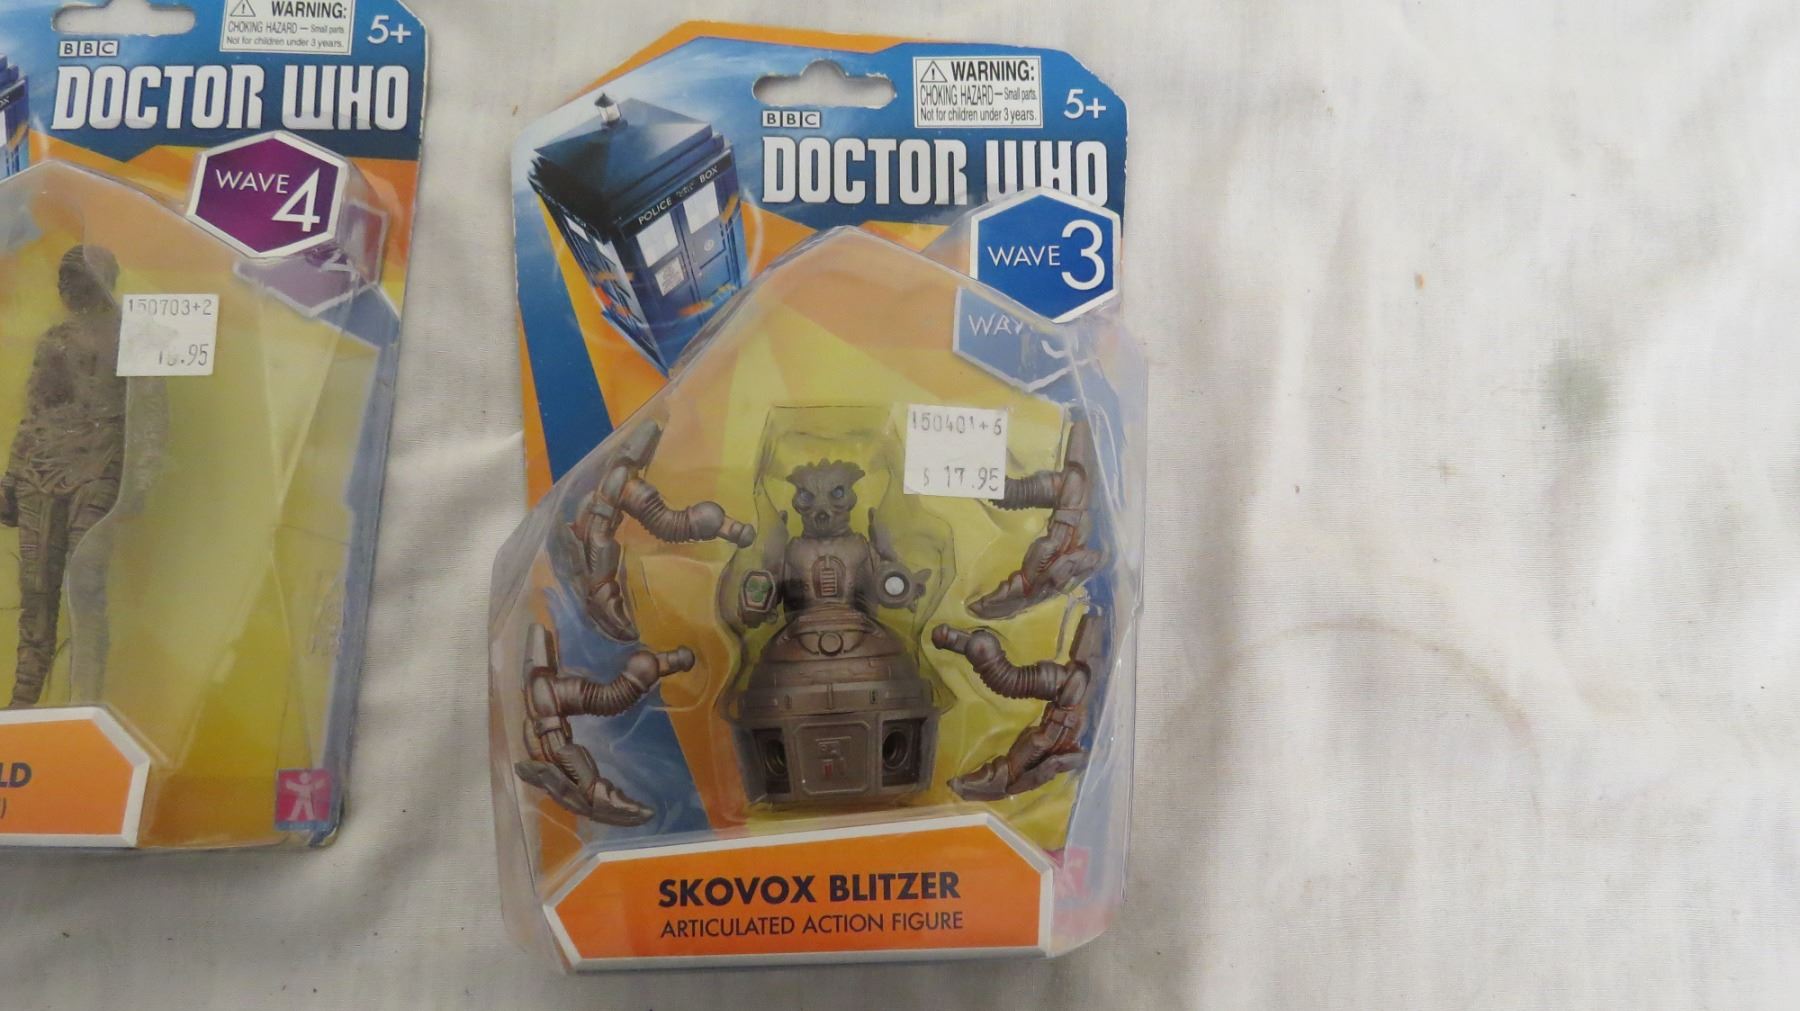 WARNING:
CHOKING HAZARD — Small parts.
Not for children under 3 years.
5+
BBC
DOCTOR WHO
WAVE 4
150703+2
.95
LD
WARNING:
CHOKING HAZARD — Small parts.
Not for children under 3 years.
5+
BBC
DOCTOR WHO
POLICE BOX
WAVE 3
150401+6
$ 17.95
SKOVOX BLITZER
ARTICULATED ACTION FIGURE